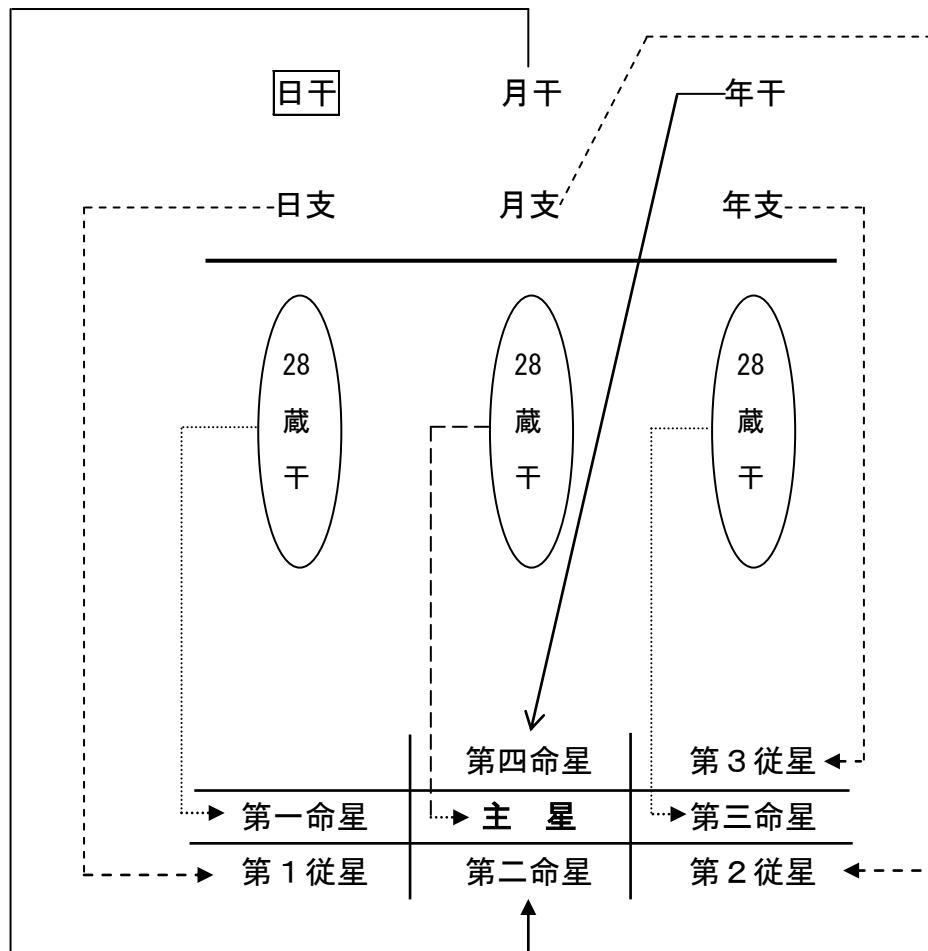 日干 月干 年干
日支 月支 年支
28 28 28
蔵 蔵 蔵
干 干 干
第四命星 第３従星
第一命星 主 星 第三命星
第１従星 第二命星 第２従星